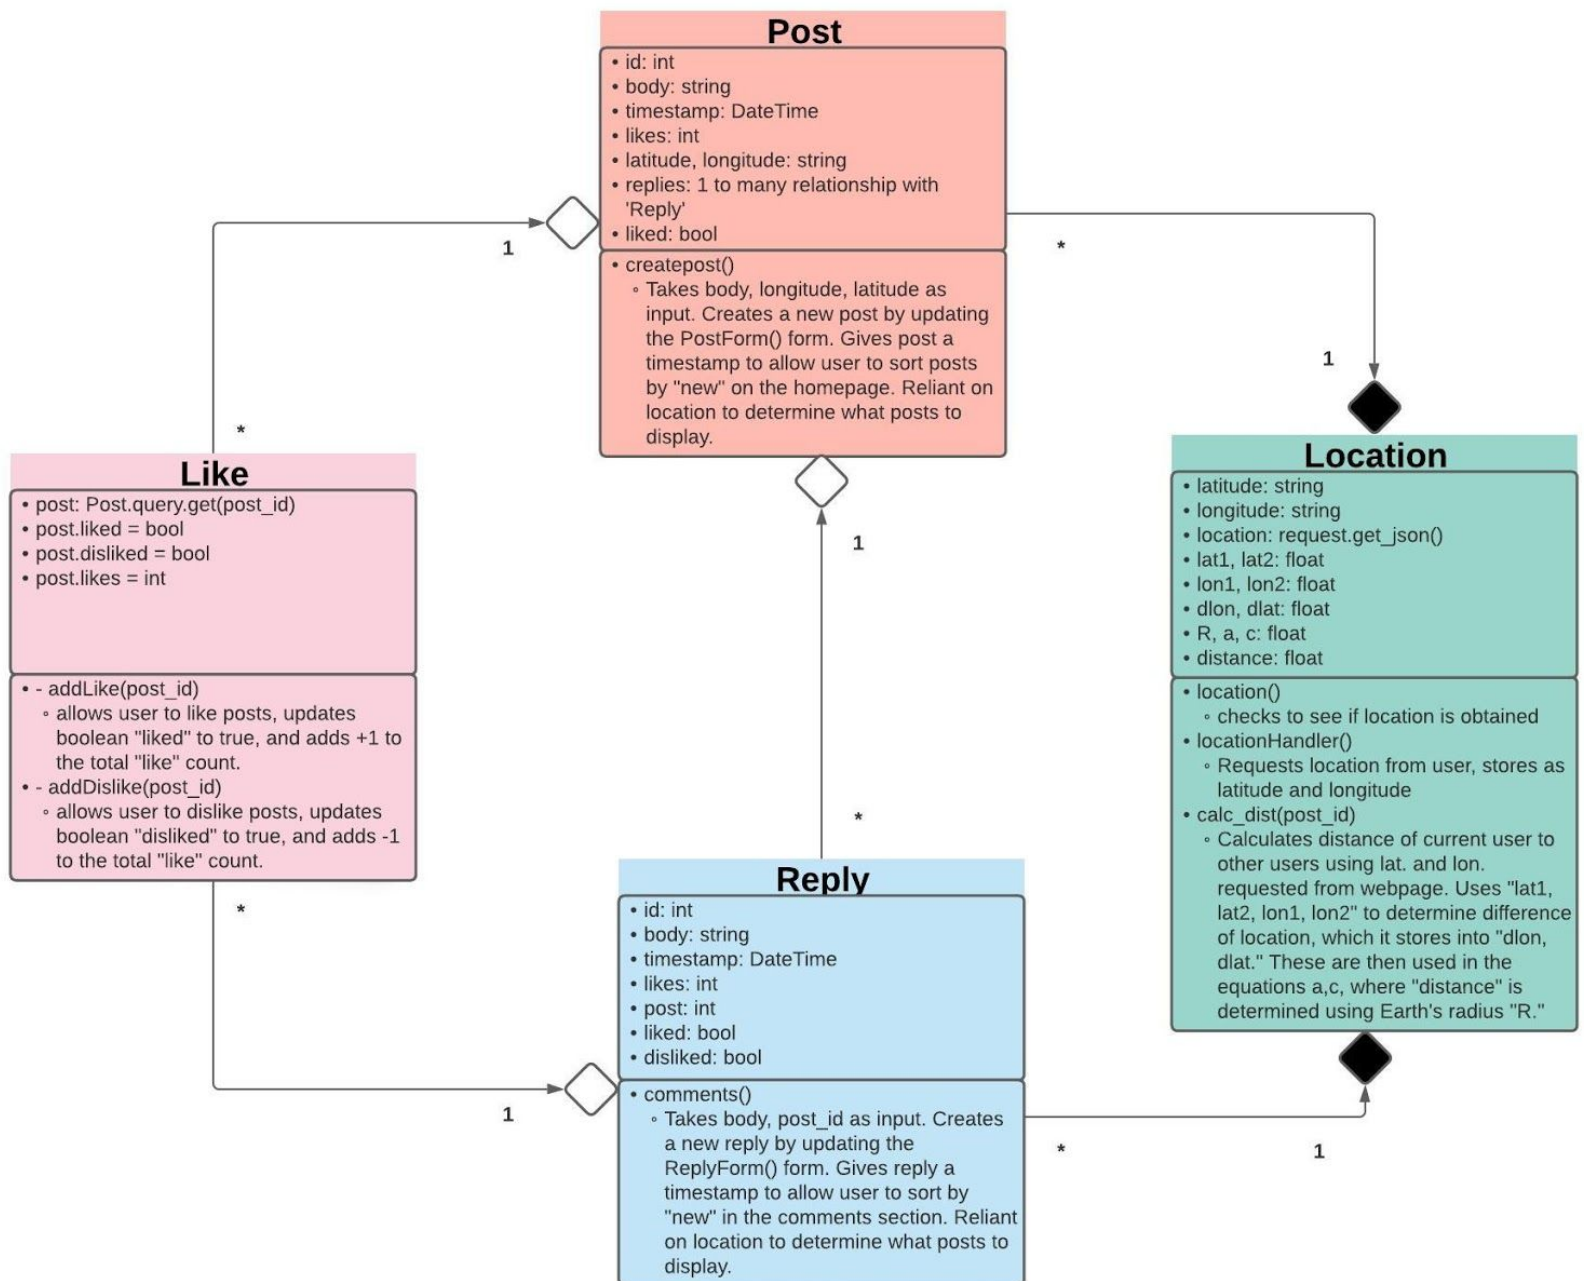 Post
• id: int
• body: string
• timestamp: DateTime
• likes: int
• latitude, longitude: string
• replies: 1 to many relationship with
'Reply'
• liked: bool
• createpost()
◦ Takes body, longitude, latitude as
input. Creates a new post by updating
the PostForm() form. Gives post a
timestamp to allow user to sort posts
by "new" on the homepage. Reliant on
location to determine what posts to
display.
1
*
*
1
Like
• post: Post.query.get(post_id)
• post.liked = bool
• post.disliked = bool
• post.likes = int
• - addLike(post_id)
◦ allows user to like posts, updates
boolean "liked" to true, and adds +1 to
the total "like" count.
• - addDislike(post_id)
◦ allows user to dislike posts, updates
boolean "disliked" to true, and adds -1
to the total "like" count.
*
1
1
*
Location
• latitude: string
• longitude: string
• location: request.get_json()
• lat1, lat2: float
• lon1, lon2: float
• dlon, dlat: float
• R, a, c: float
• distance: float
• location()
◦ checks to see if location is obtained
• locationHandler()
◦ Requests location from user, stores as
latitude and longitude
• calc_dist(post_id)
◦ Calculates distance of current user to
other users using lat. and lon.
requested from webpage. Uses "lat1,
lat2, lon1, lon2" to determine difference
of location, which it stores into "dlon,
dlat." These are then used in the
equations a,c, where "distance" is
determined using Earth's radius "R."
Reply
• id: int
• body: string
• timestamp: DateTime
• likes: int
• post: int
• liked: bool
• disliked: bool
• comments()
◦ Takes body, post_id as input. Creates
a new reply by updating the
ReplyForm() form. Gives reply a
timestamp to allow user to sort by
"new" in the comments section. Reliant
on location to determine what posts to
display.
*
1